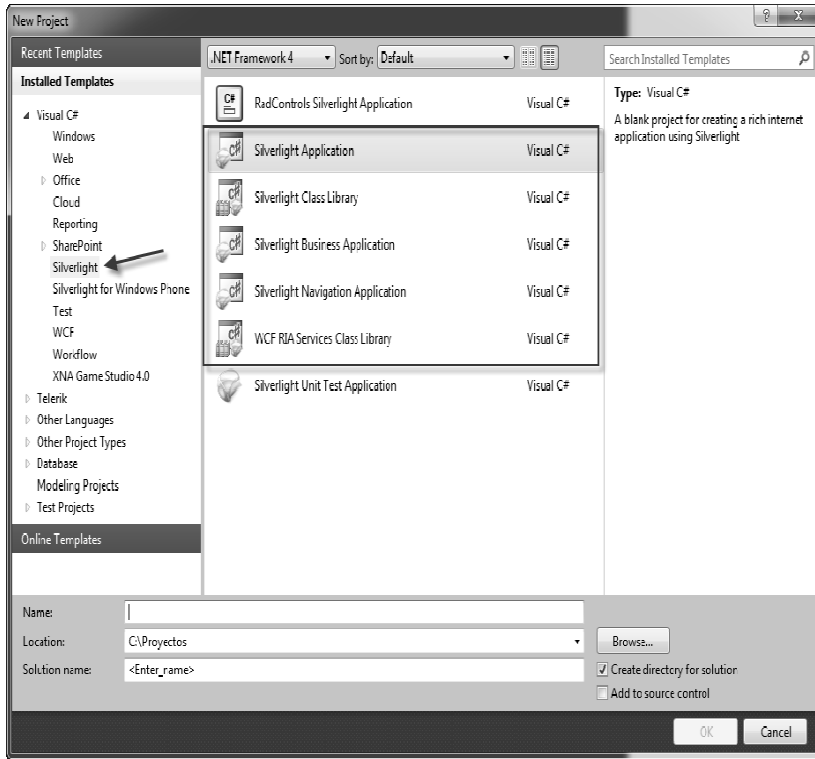 New Project
? X
Recent Templates
.NET Framework 4
Sort by: Default
Search Installed Templates
Installed Templates
Visual C#
Windows
Web
Office
Cloud
Reporting
SharePoint
Silverlight
Silverlight for Windows Phone
Test
WCF
Workflow
XNA Game Studio 4.0
Telerik
Other Languages
Other Project Types
Database
Modeling Projects
Test Projects
Online Templates
C# RadControls Silverlight Application Visual C#
C# Silverlight Application Visual C#
C# Silverlight Class Library Visual C#
C# Silverlight Business Application Visual C#
C# Silverlight Navigation Application Visual C#
C# WCF RIA Services Class Library Visual C#
Silverlight Unit Test Application Visual C#
Type: Visual C#
A blank project for creating a rich internet
application using Silverlight
Name:
Location: C:\Proyectos Browse...
Solution name: <Enter_name>
Create directory for solution
Add to source control
OK Cancel